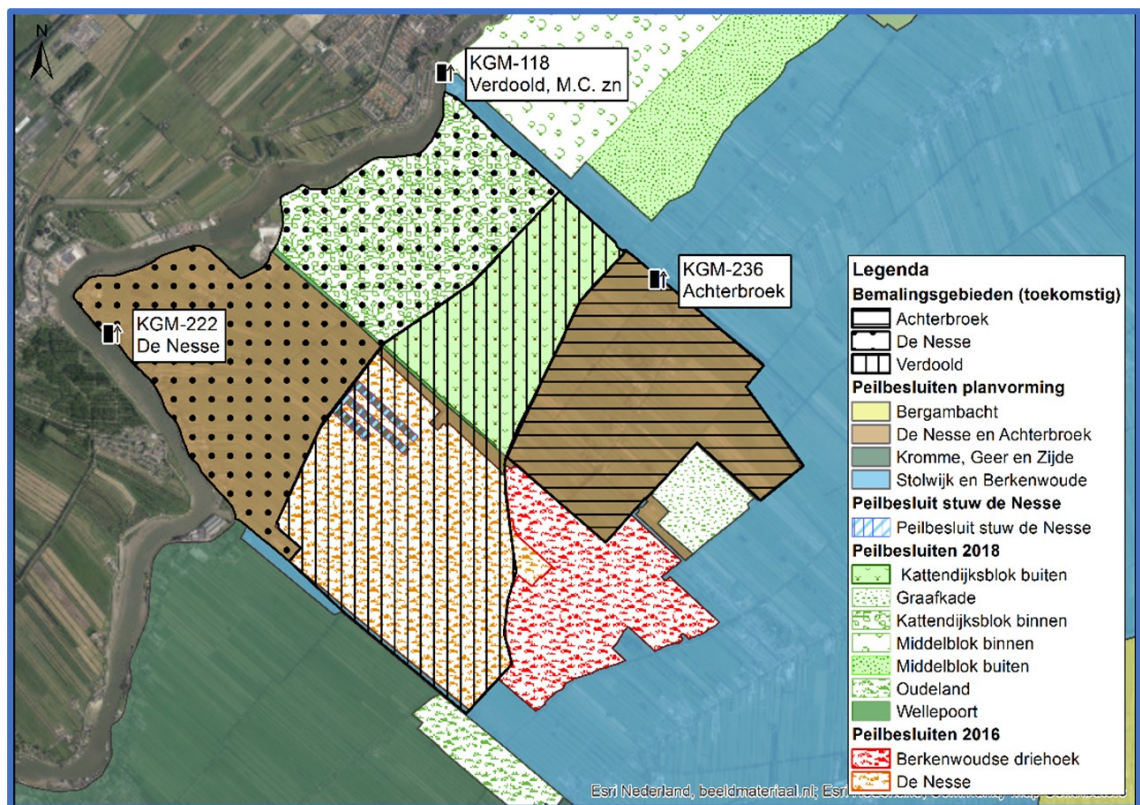 N
KGM-118
Verdoold, M.C. zn
KGM-236
Achterbroek
KGM-222
De Nesse
Legenda
Bemalingsgebieden (toekomstig)
Achterbroek
De Nesse
Verdoold
Peilbesluiten planvorming
Bergambacht
De Nesse en Achterbroek
Kromme, Geer en Zijde
Stolwijk en Berkenwoude
Peilbesluit stuw de Nesse
Peilbesluit stuw de Nesse
Peilbesluiten 2018
Kattendijksblok buiten
Graafkade
Kattendijksblok binnen
Middelblok binnen
Middelblok buiten
Oudeland
Wellepoort
Peilbesluiten 2016
Berkenwoudse driehoek
De Nesse
Esri Nederland, beeldmateriaal.nl;